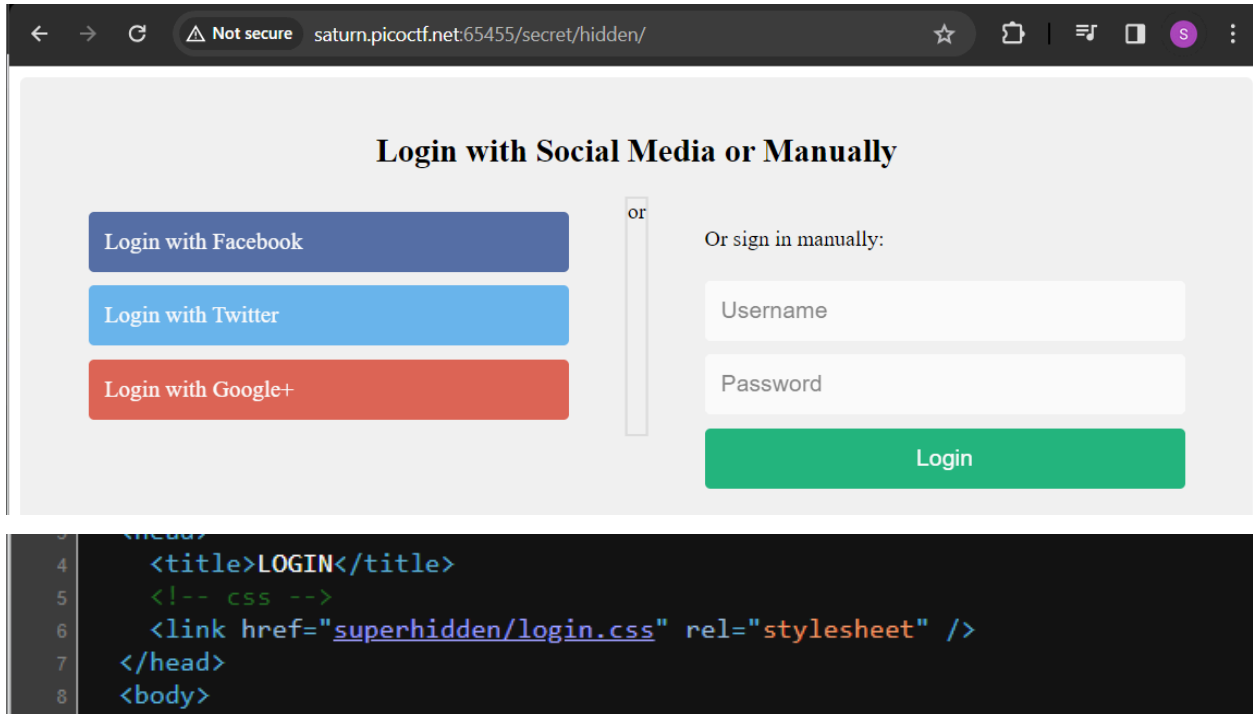 Not secure saturn.picoctf.net:65455/secret/hidden/
S
Login with Social Media or Manually
Login with Facebook
Login with Twitter
Login with Google+
or
Or sign in manually:
Username
Password
Login
3 <head>
4 <title>LOGIN</title>
5 <!-- css -->
6 <link href="superhidden/login.css" rel="stylesheet" />
7 </head>
8 <body>